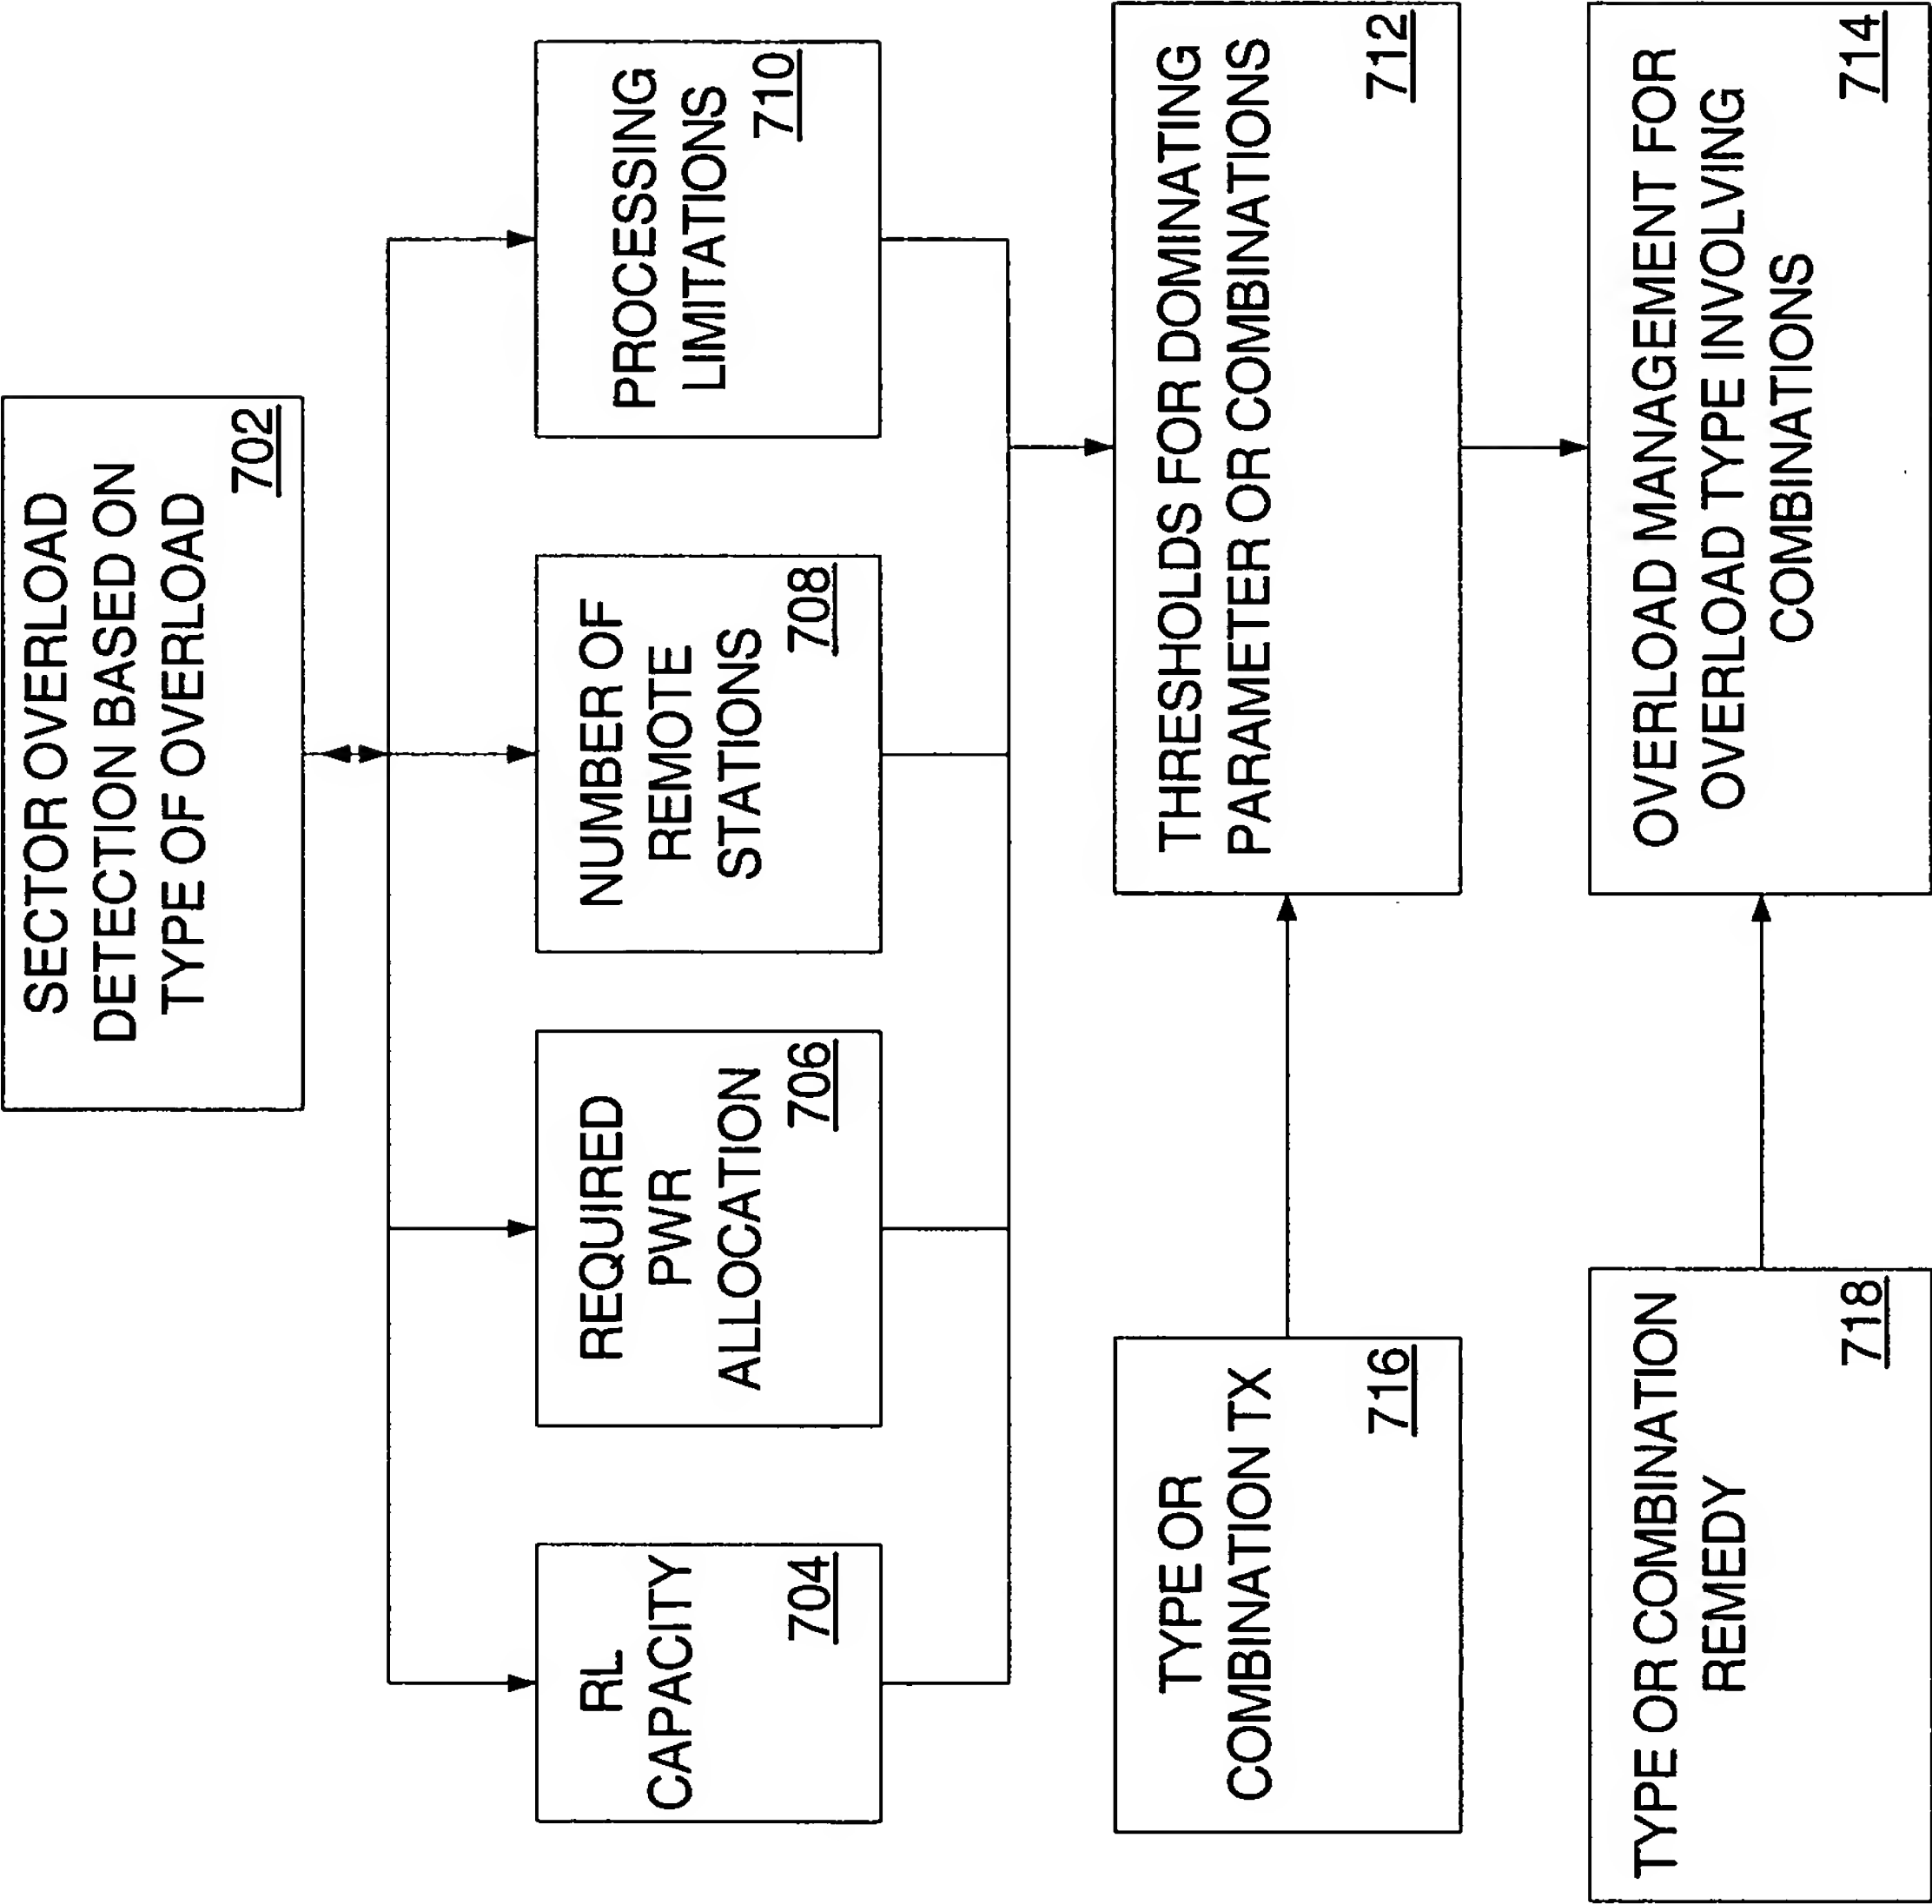 SECTOR OVERLOAD
DETECTION BASED ON
TYPE OF OVERLOAD
702
RL
CAPACITY
704
REQUIRED
PWR
ALLOCATION
706
NUMBER OF
REMOTE
STATIONS
708
PROCESSING
LIMITATIONS
710
TYPE OR
COMBINATION TX
716
THRESHOLDS FOR DOMINATING
PARAMETER OR COMBINATIONS
712
TYPE OR COMBINATION
REMEDY
718
OVERLOAD MANAGEMENT FOR
OVERLOAD TYPE INVOLVING
COMBINATIONS
714